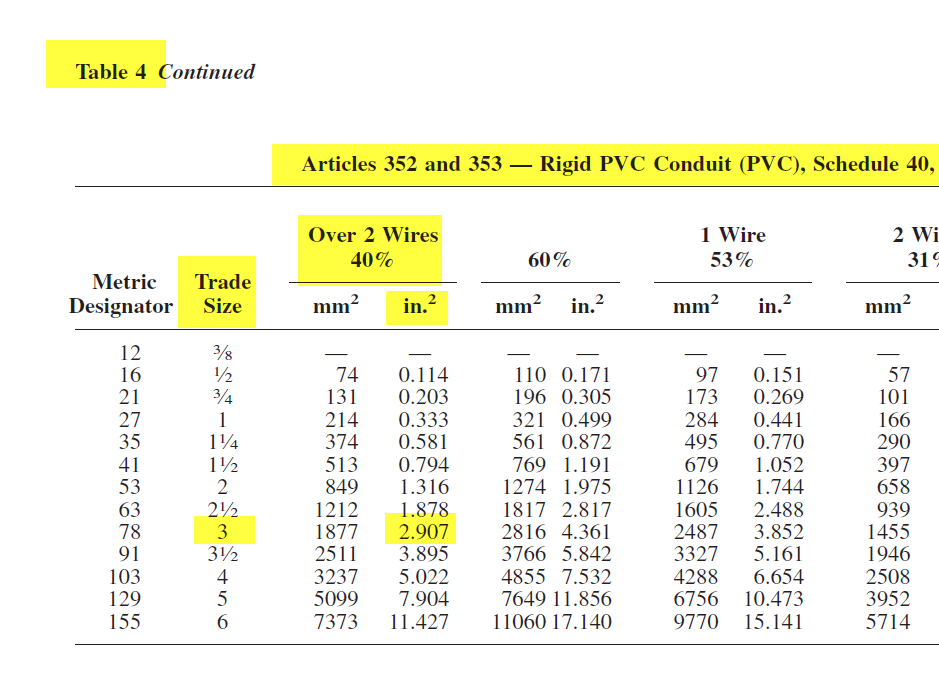 Table 4 Continued
Articles 352 and 353 — Rigid PVC Conduit (PVC), Schedule 40,
Over 2 Wires 1 Wire 2 Wi
40% 60% 53% 31%
Metric Trade
Designator Size mm² in.² mm² in.² mm² in.² mm²
12 ⅜ — — — — — — —
16 ½ 74 0.114 110 0.171 97 0.151 57
21 ¾ 131 0.203 196 0.305 173 0.269 101
27 1 214 0.333 321 0.499 284 0.441 166
35 1¼ 374 0.581 561 0.872 495 0.770 290
41 1½ 513 0.794 769 1.191 679 1.052 397
53 2 849 1.316 1274 1.975 1126 1.744 658
63 2½ 1212 1.878 1817 2.817 1605 2.488 939
78 3 1877 2.907 2816 4.361 2487 3.852 1455
91 3½ 2511 3.895 3766 5.842 3327 5.161 1946
103 4 3237 5.022 4855 7.532 4288 6.654 2508
129 5 5099 7.904 7649 11.856 6756 10.473 3952
155 6 7373 11.427 11060 17.140 9770 15.141 5714